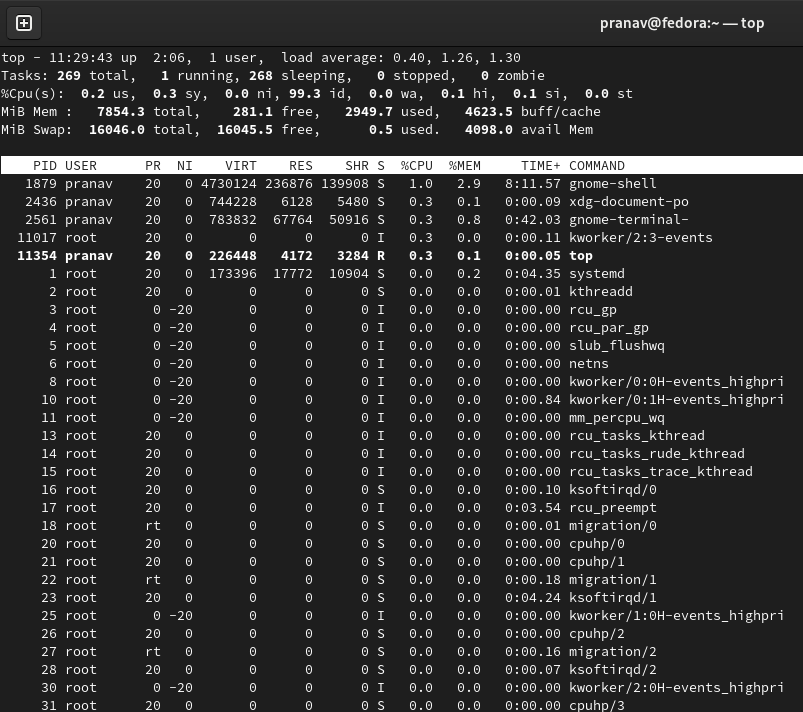 pranav@fedora:~ — top
top - 11:29:43 up  2:06,  1 user,  load average: 0.40, 1.26, 1.30
Tasks: 269 total,   1 running, 268 sleeping,   0 stopped,   0 zombie
%Cpu(s):  0.2 us,  0.3 sy,  0.0 ni, 99.3 id,  0.0 wa,  0.1 hi,  0.1 si,  0.0 st
MiB Mem :   7854.3 total,    281.1 free,   2949.7 used,   4623.5 buff/cache
MiB Swap:  16046.0 total,  16045.5 free,      0.5 used.   4098.0 avail Mem
    PID USER      PR  NI    VIRT    RES    SHR S  %CPU  %MEM     TIME+ COMMAND
   1879 pranav    20   0 4730124 236876 139908 S   1.0   2.9   8:11.57 gnome-shell
   2436 pranav    20   0  744228   6128   5480 S   0.3   0.1   0:00.09 xdg-document-po
   2561 pranav    20   0  783832  67764  50916 S   0.3   0.8   0:42.03 gnome-terminal-
  11017 root      20   0       0      0      0 I   0.3   0.0   0:00.11 kworker/2:3-events
  11354 pranav    20   0  226448   4172   3284 R   0.3   0.1   0:00.05 top
      1 root      20   0  173396  17772  10904 S   0.0   0.2   0:04.35 systemd
      2 root      20   0       0      0      0 S   0.0   0.0   0:00.01 kthreadd
      3 root       0 -20       0      0      0 I   0.0   0.0   0:00.00 rcu_gp
      4 root       0 -20       0      0      0 I   0.0   0.0   0:00.00 rcu_par_gp
      5 root       0 -20       0      0      0 I   0.0   0.0   0:00.00 slub_flushwq
      6 root       0 -20       0      0      0 I   0.0   0.0   0:00.00 netns
      8 root       0 -20       0      0      0 I   0.0   0.0   0:00.00 kworker/0:0H-events_highpri
     10 root       0 -20       0      0      0 I   0.0   0.0   0:00.84 kworker/0:1H-events_highpri
     11 root       0 -20       0      0      0 I   0.0   0.0   0:00.00 mm_percpu_wq
     13 root      20   0       0      0      0 I   0.0   0.0   0:00.00 rcu_tasks_kthread
     14 root      20   0       0      0      0 I   0.0   0.0   0:00.00 rcu_tasks_rude_kthread
     15 root      20   0       0      0      0 I   0.0   0.0   0:00.00 rcu_tasks_trace_kthread
     16 root      20   0       0      0      0 S   0.0   0.0   0:00.10 ksoftirqd/0
     17 root      20   0       0      0      0 I   0.0   0.0   0:03.54 rcu_preempt
     18 root      rt   0       0      0      0 S   0.0   0.0   0:00.01 migration/0
     20 root      20   0       0      0      0 S   0.0   0.0   0:00.00 cpuhp/0
     21 root      20   0       0      0      0 S   0.0   0.0   0:00.00 cpuhp/1
     22 root      rt   0       0      0      0 S   0.0   0.0   0:00.18 migration/1
     23 root      20   0       0      0      0 S   0.0   0.0   0:04.24 ksoftirqd/1
     25 root       0 -20       0      0      0 I   0.0   0.0   0:00.00 kworker/1:0H-events_highpri
     26 root      20   0       0      0      0 S   0.0   0.0   0:00.00 cpuhp/2
     27 root      rt   0       0      0      0 S   0.0   0.0   0:00.16 migration/2
     28 root      20   0       0      0      0 S   0.0   0.0   0:00.07 ksoftirqd/2
     30 root       0 -20       0      0      0 I   0.0   0.0   0:00.00 kworker/2:0H-events_highpri
     31 root      20   0       0      0      0 S   0.0   0.0   0:00.00 cpuhp/3